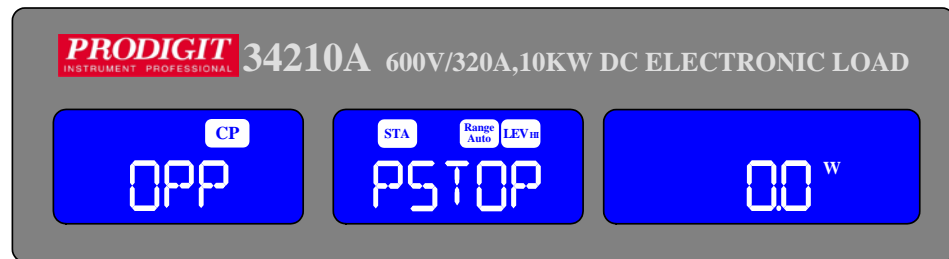 PRODIGIT
INSTRUMENT PROFESSIONAL
34210A 600V/320A,10KW DC ELECTRONIC LOAD
CP
OPP
STA Range Auto LEV HI
PSTOP
0.0 W